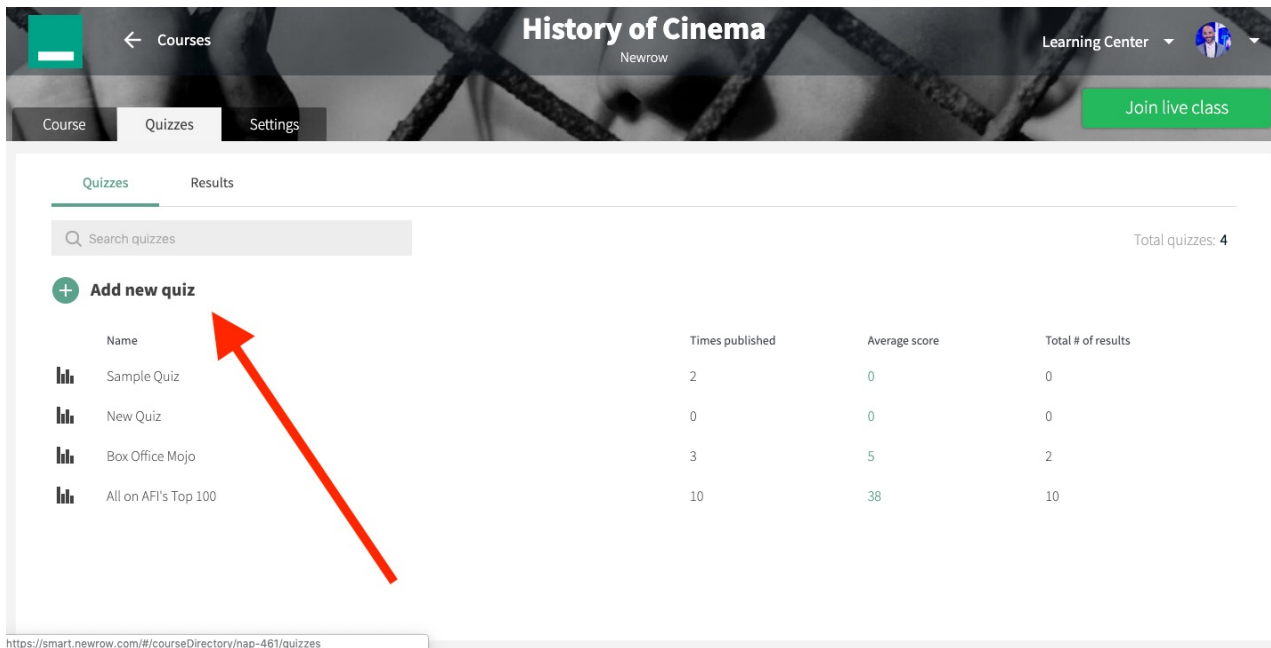 ← Courses
History of Cinema
Newrow
Learning Center
Join live class
Course Quizzes Settings
Quizzes Results
Search quizzes
Total quizzes: 4
Add new quiz
Name Times published Average score Total # of results
Sample Quiz 2 0 0
New Quiz 0 0 0
Box Office Mojo 3 5 2
All on AFI's Top 100 10 38 10
https://smart.newrow.com/#/courseDirectory/nap-461/quizzes